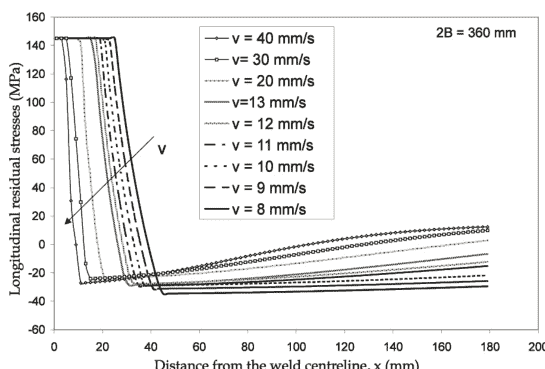 160
140
120
100
80
60
40
20
0
-20
-40
-60
Longitudinal residual stresses (MPa)
2B = 360 mm
v = 40 mm/s
v= 30 mm/s
v = 20 mm/s
v=13 mm/s
v = 12 mm/s
v = 11 mm/s
v = 10 mm/s
v = 9 mm/s
v = 8 mm/s
v
0 20 40 60 80 100 120 140 160 180 200
Distance from the weld centreline, x (mm)